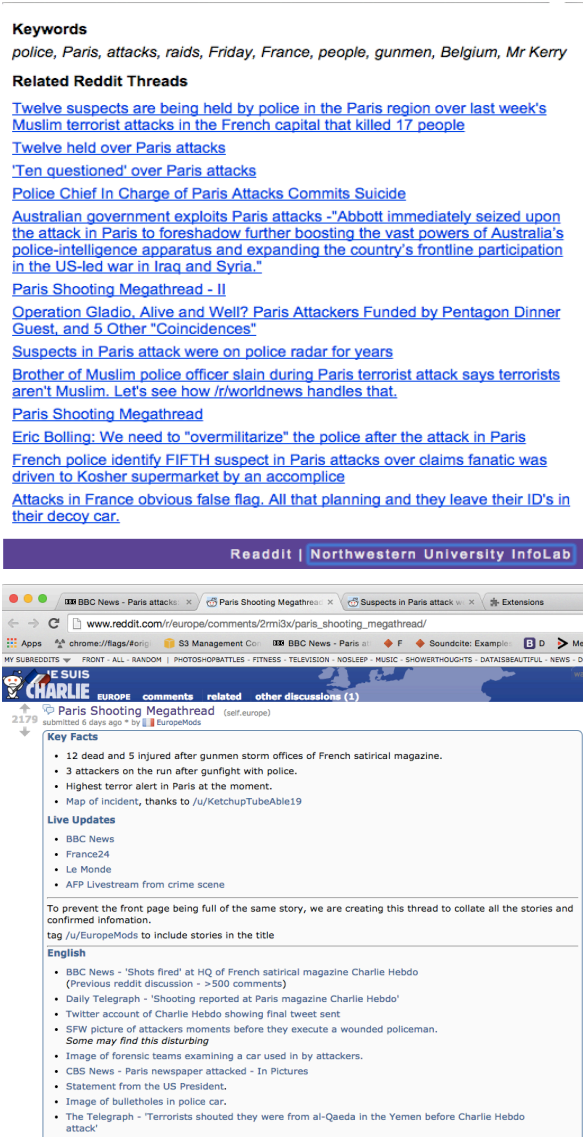 Keywords
police, Paris, attacks, raids, Friday, France, people, gunmen, Belgium, Mr Kerry
Related Reddit Threads
Twelve suspects are being held by police in the Paris region over last week's
Muslim terrorist attacks in the French capital that killed 17 people
Twelve held over Paris attacks
'Ten questioned' over Paris attacks
Police Chief In Charge of Paris Attacks Commits Suicide
Australian government exploits Paris attacks -"Abbott immediately seized upon
the attack in Paris to foreshadow further boosting the vast powers of Australia's
police-intelligence apparatus and expanding the country's frontline participation
in the US-led war in Iraq and Syria."
Paris Shooting Megathread - II
Operation Gladio, Alive and Well? Paris Attackers Funded by Pentagon Dinner
Guest, and 5 Other "Coincidences"
Suspects in Paris attack were on police radar for years
Brother of Muslim police officer slain during Paris terrorist attack says terrorists
aren't Muslim. Let's see how /r/worldnews handles that.
Paris Shooting Megathread
Eric Bolling: We need to "overmilitarize" the police after the attack in Paris
French police identify FIFTH suspect in Paris attacks over claims fanatic was
driven to Kosher supermarket by an accomplice
Attacks in France obvious false flag. All that planning and they leave their ID's in
their decoy car.
Readdit | Northwestern University InfoLab
BBC News - Paris attacks: × Paris Shooting Megathread × Suspects in Paris attack w × Extensions
www.reddit.com/r/europe/comments/2rmi3x/paris_shooting_megathread/
Apps chrome://flags/#orig S3 Management Con BBC News - Paris at F Soundcite: Example D Me
MY SUBREDDITS FRONT - ALL - RANDOM | PHOTOSHOPBATTLES - FITNESS - TELEVISION - NOSLEEP - MUSIC - SHOWERTHOUGHTS - DATAISBEAUTIFUL - NEWS - D
JE SUIS
CHARLIE EUROPE comments related other discussions (1)
Paris Shooting Megathread (self.europe)
2179 submitted 6 days ago * by EuropeMods
Key Facts
• 12 dead and 5 injured after gunmen storm offices of French satirical magazine.
• 3 attackers on the run after gunfight with police.
• Highest terror alert in Paris at the moment.
• Map of incident, thanks to /u/KetchupTubeAble19
Live Updates
• BBC News
• France24
• Le Monde
• AFP Livestream from crime scene
To prevent the front page being full of the same story, we are creating this thread to collate all the stories and
confirmed infomation.
tag /u/EuropeMods to include stories in the title
English
• BBC News - 'Shots fired' at HQ of French satirical magazine Charlie Hebdo
(Previous reddit discussion - >500 comments)
• Daily Telegraph - 'Shooting reported at Paris magazine Charlie Hebdo'
• Twitter account of Charlie Hebdo showing final tweet sent
• SFW picture of attackers moments before they execute a wounded policeman.
Some may find this disturbing
• Image of forensic teams examining a car used in by attackers.
• CBS News - Paris newspaper attacked - In Pictures
• Statement from the US President.
• Image of bulletholes in police car.
• The Telegraph - 'Terrorists shouted they were from al-Qaeda in the Yemen before Charlie Hebdo
attack'